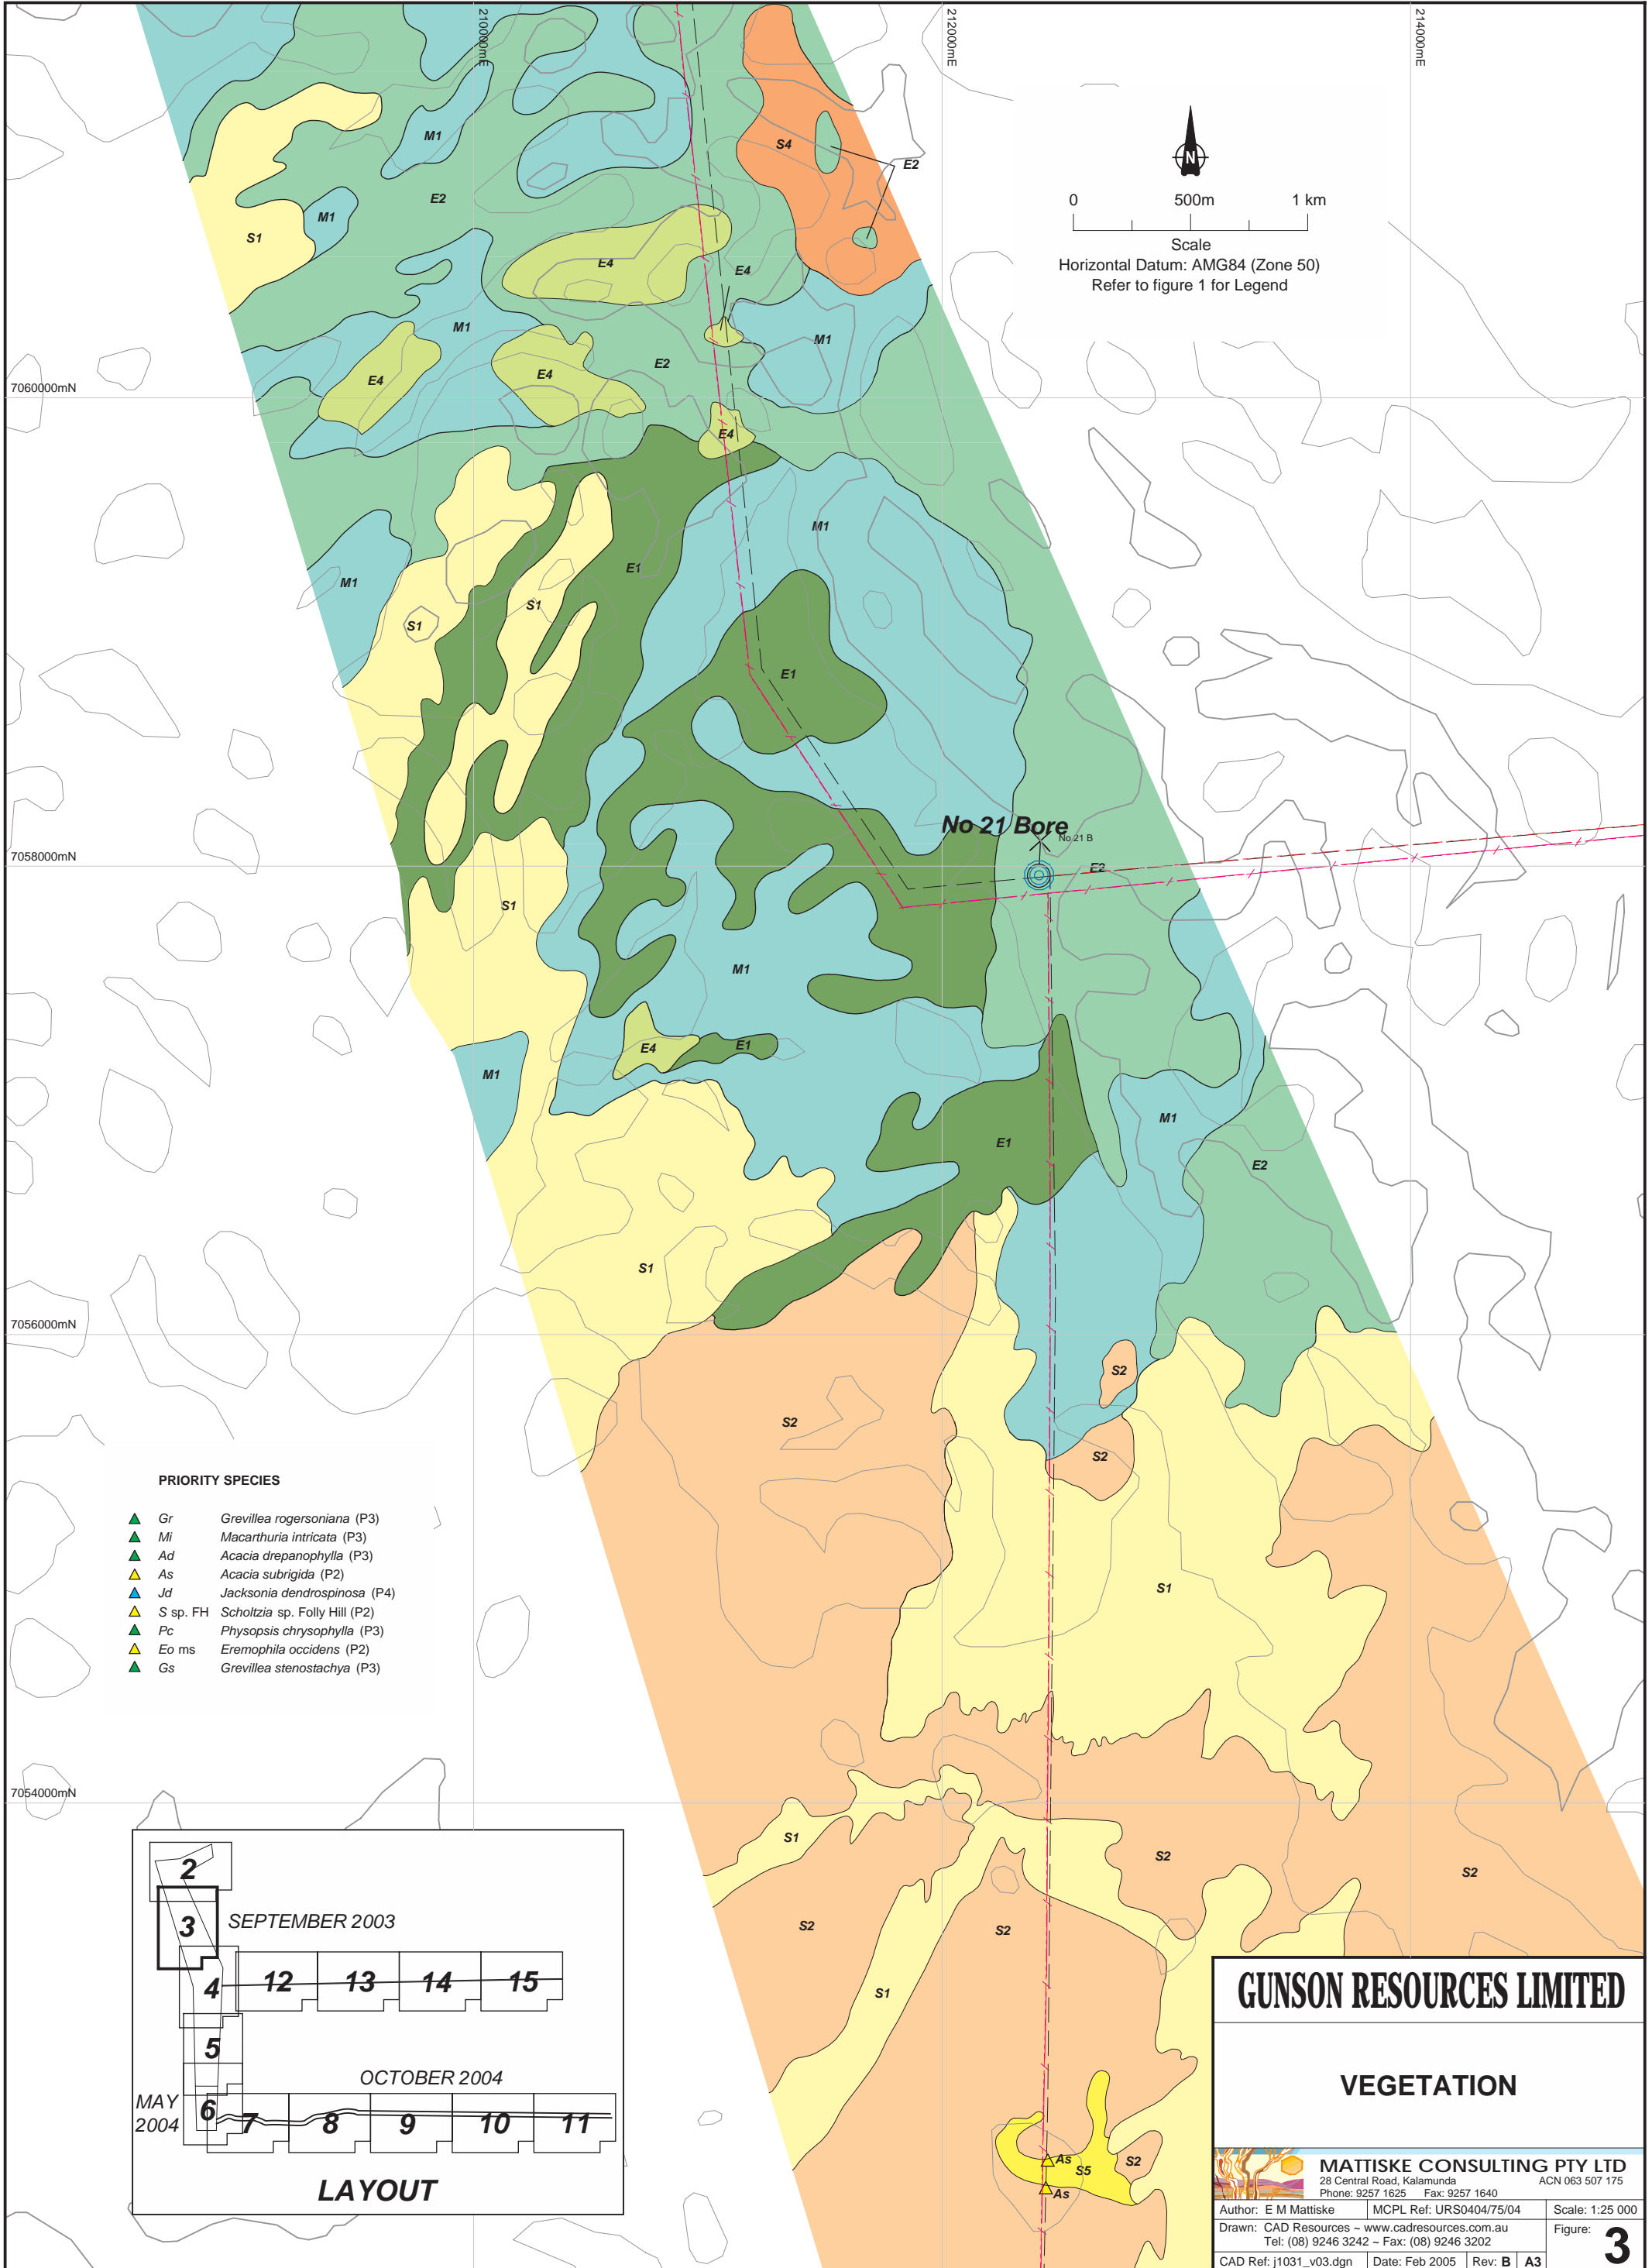 210000mE
212000mE
214000mE
M1
S4
E2
E2
M1
S1
E4
E4
M1
M1
E2
E4
E4
7060000mN
E4
0 500m 1 km
Scale
Horizontal Datum: AMG84 (Zone 50)
Refer to figure 1 for Legend
M1
E1
M1
S1
S1
E1
No 21 Bore
No 21 B
7058000mN
E2
S1
M1
E4
E1
M1
M1
E1
E2
S1
7056000mN
S2
S2
S2
S1
PRIORITY SPECIES
Gr Grevillea rogersoniana (P3)
Mi Macarthuria intricata (P3)
Ad Acacia drepanophylla (P3)
As Acacia subrigida (P2)
Jd Jacksonia dendrospinosa (P4)
S sp. FH Scholtzia sp. Folly Hill (P2)
Pc Physopsis chrysophylla (P3)
Eo ms Eremophila occidens (P2)
Gs Grevillea stenostachya (P3)
7054000mN
S1
S2
S2
S2
S2
S1
As
S5
S2
As
2
3
SEPTEMBER 2003
4
12
13
14
15
5
OCTOBER 2004
MAY
2004
6
7
8
9
10
11
LAYOUT
GUNSON RESOURCES LIMITED
VEGETATION
MATTISKE CONSULTING PTY LTD
28 Central Road, Kalamunda ACN 063 507 175
Phone: 9257 1625 Fax: 9257 1640
Author: E M Mattiske MCPL Ref: URS0404/75/04 Scale: 1:25 000
Drawn: CAD Resources ~ www.cadresources.com.au
Tel: (08) 9246 3242 ~ Fax: (08) 9246 3202
Figure: 3
CAD Ref: j1031_v03.dgn Date: Feb 2005 Rev: B A3
N